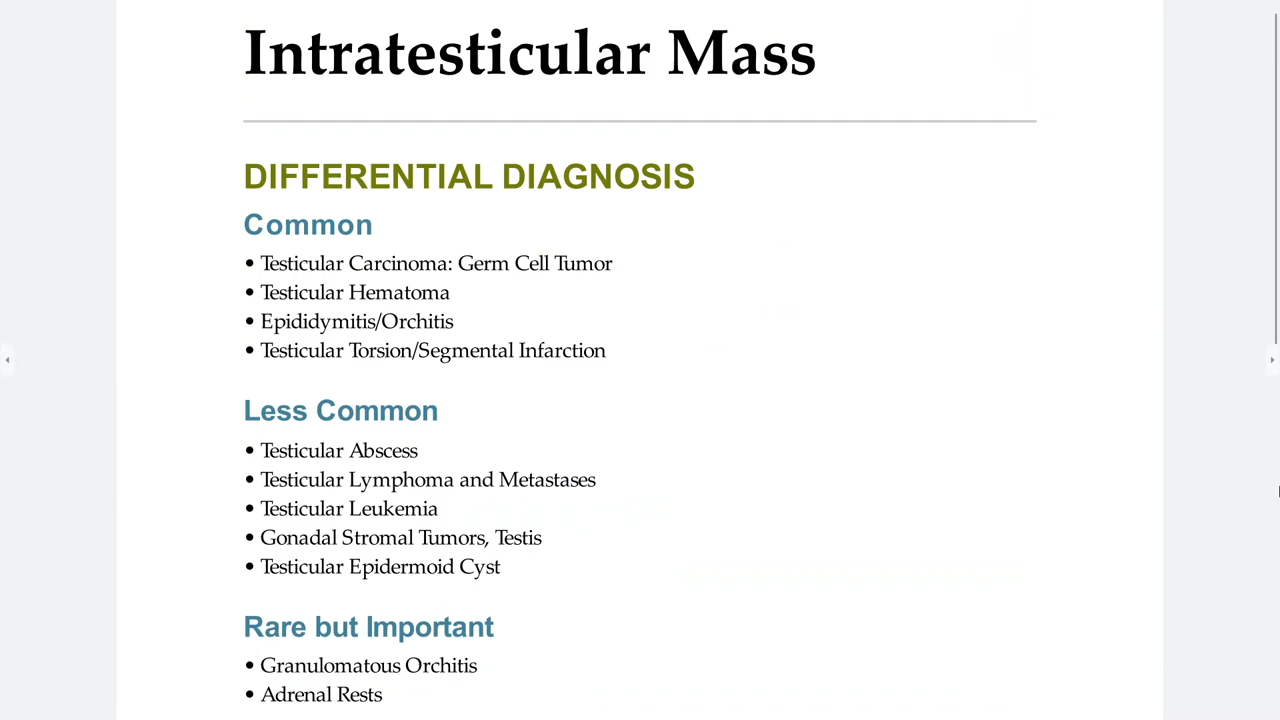 Intratesticular Mass
DIFFERENTIAL DIAGNOSIS
Common
• Testicular Carcinoma: Germ Cell Tumor
• Testicular Hematoma
• Epididymitis/Orchitis
• Testicular Torsion/Segmental Infarction
Less Common
• Testicular Abscess
• Testicular Lymphoma and Metastases
• Testicular Leukemia
• Gonadal Stromal Tumors, Testis
• Testicular Epidermoid Cyst
Rare but Important
• Granulomatous Orchitis
• Adrenal Rests